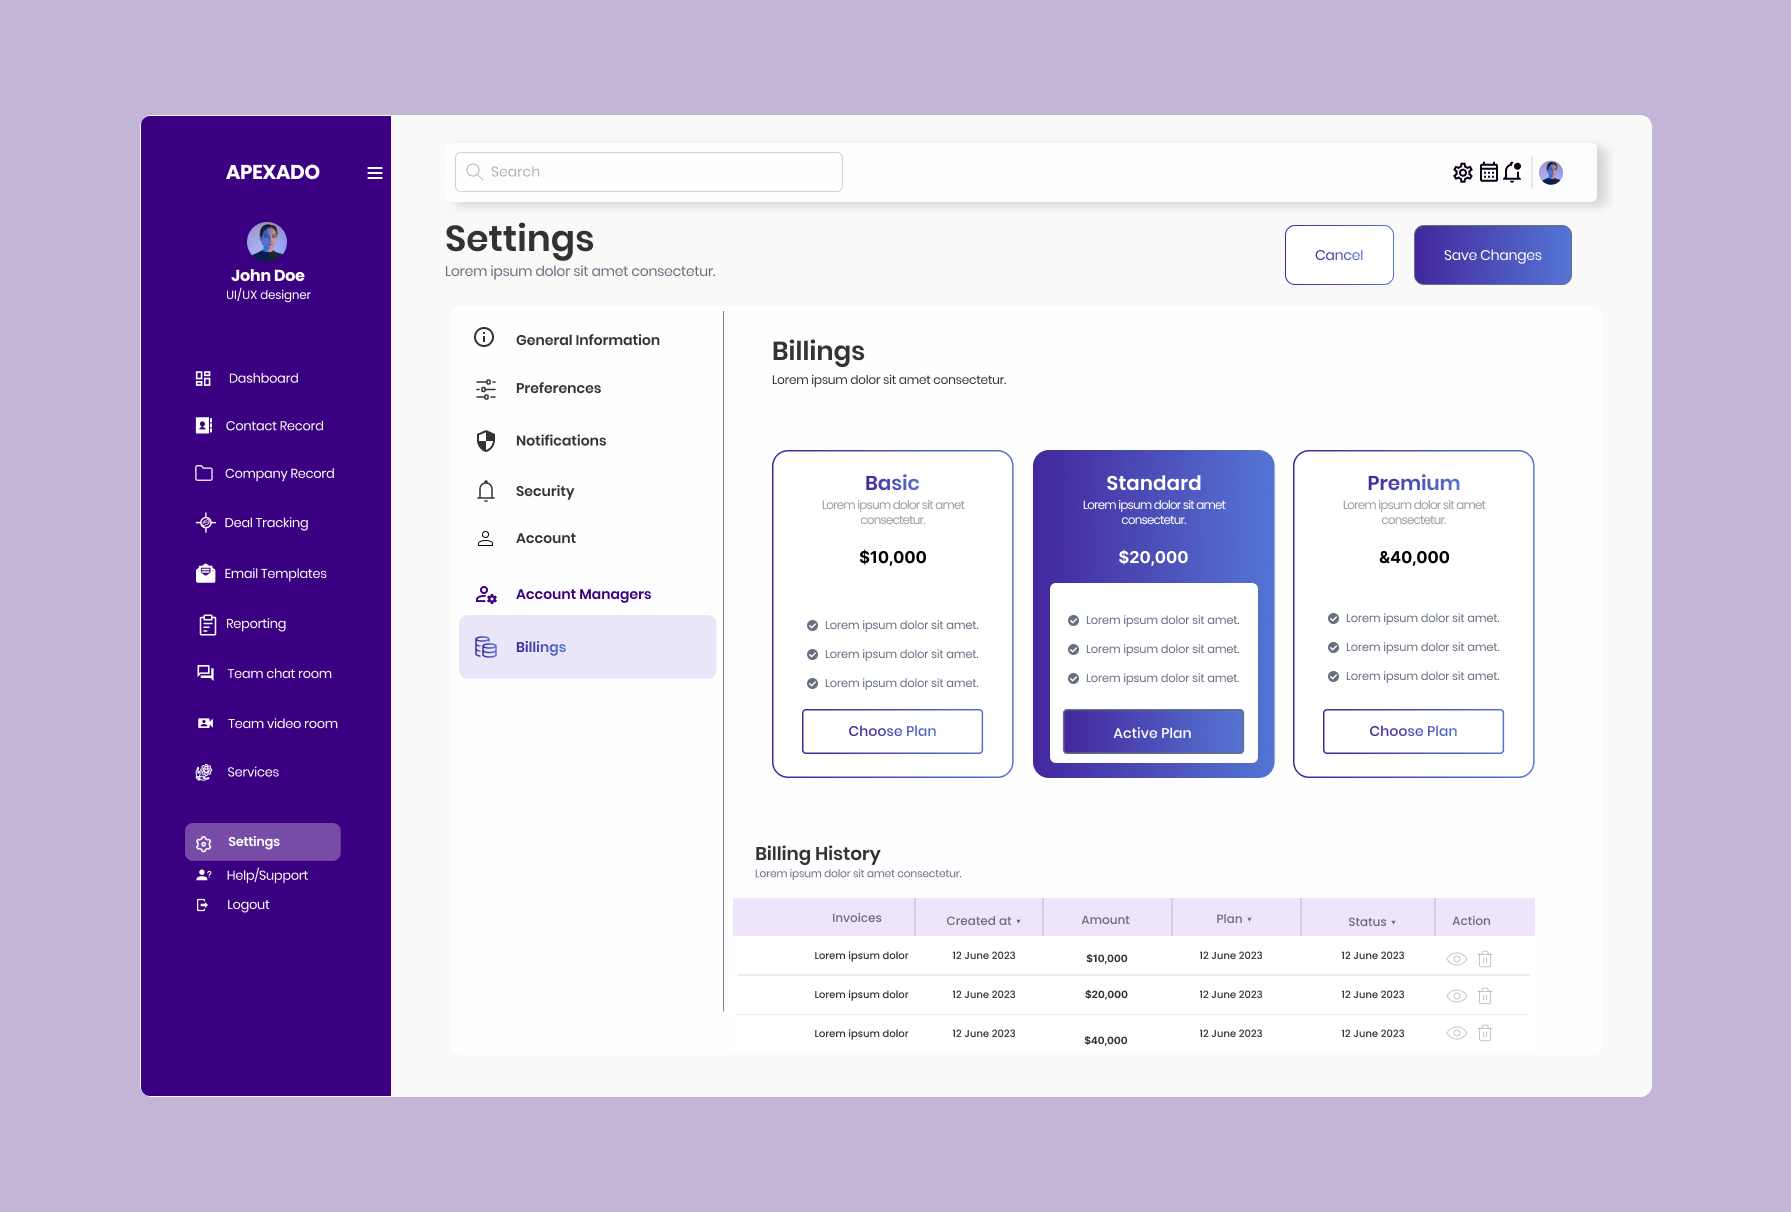 APEXADO
John Doe
UI/UX designer
Dashboard
Contact Record
Company Record
Deal Tracking
Email Templates
Reporting
Team chat room
Team video room
Services
Settings
Help/Support
Logout
Search
Settings
Lorem ipsum dolor sit amet consectetur.
Cancel
Save Changes
General Information
Preferences
Notifications
Security
Account
Account Managers
Billings
Billings
Lorem ipsum dolor sit amet consectetur.
Basic
Lorem ipsum dolor sit amet
consectetur.
$10,000
Lorem ipsum dolor sit amet.
Lorem ipsum dolor sit amet.
Lorem ipsum dolor sit amet.
Choose Plan
Standard
Lorem ipsum dolor sit amet
consectetur.
$20,000
Lorem ipsum dolor sit amet.
Lorem ipsum dolor sit amet.
Lorem ipsum dolor sit amet.
Active Plan
Premium
Lorem ipsum dolor sit amet
consectetur.
&40,000
Lorem ipsum dolor sit amet.
Lorem ipsum dolor sit amet.
Lorem ipsum dolor sit amet.
Choose Plan
Billing History
Lorem ipsum dolor sit amet consectetur.
Invoices Created at Amount Plan Status Action
Lorem ipsum dolor 12 June 2023 $10,000 12 June 2023 12 June 2023
Lorem ipsum dolor 12 June 2023 $20,000 12 June 2023 12 June 2023
Lorem ipsum dolor 12 June 2023 $40,000 12 June 2023 12 June 2023